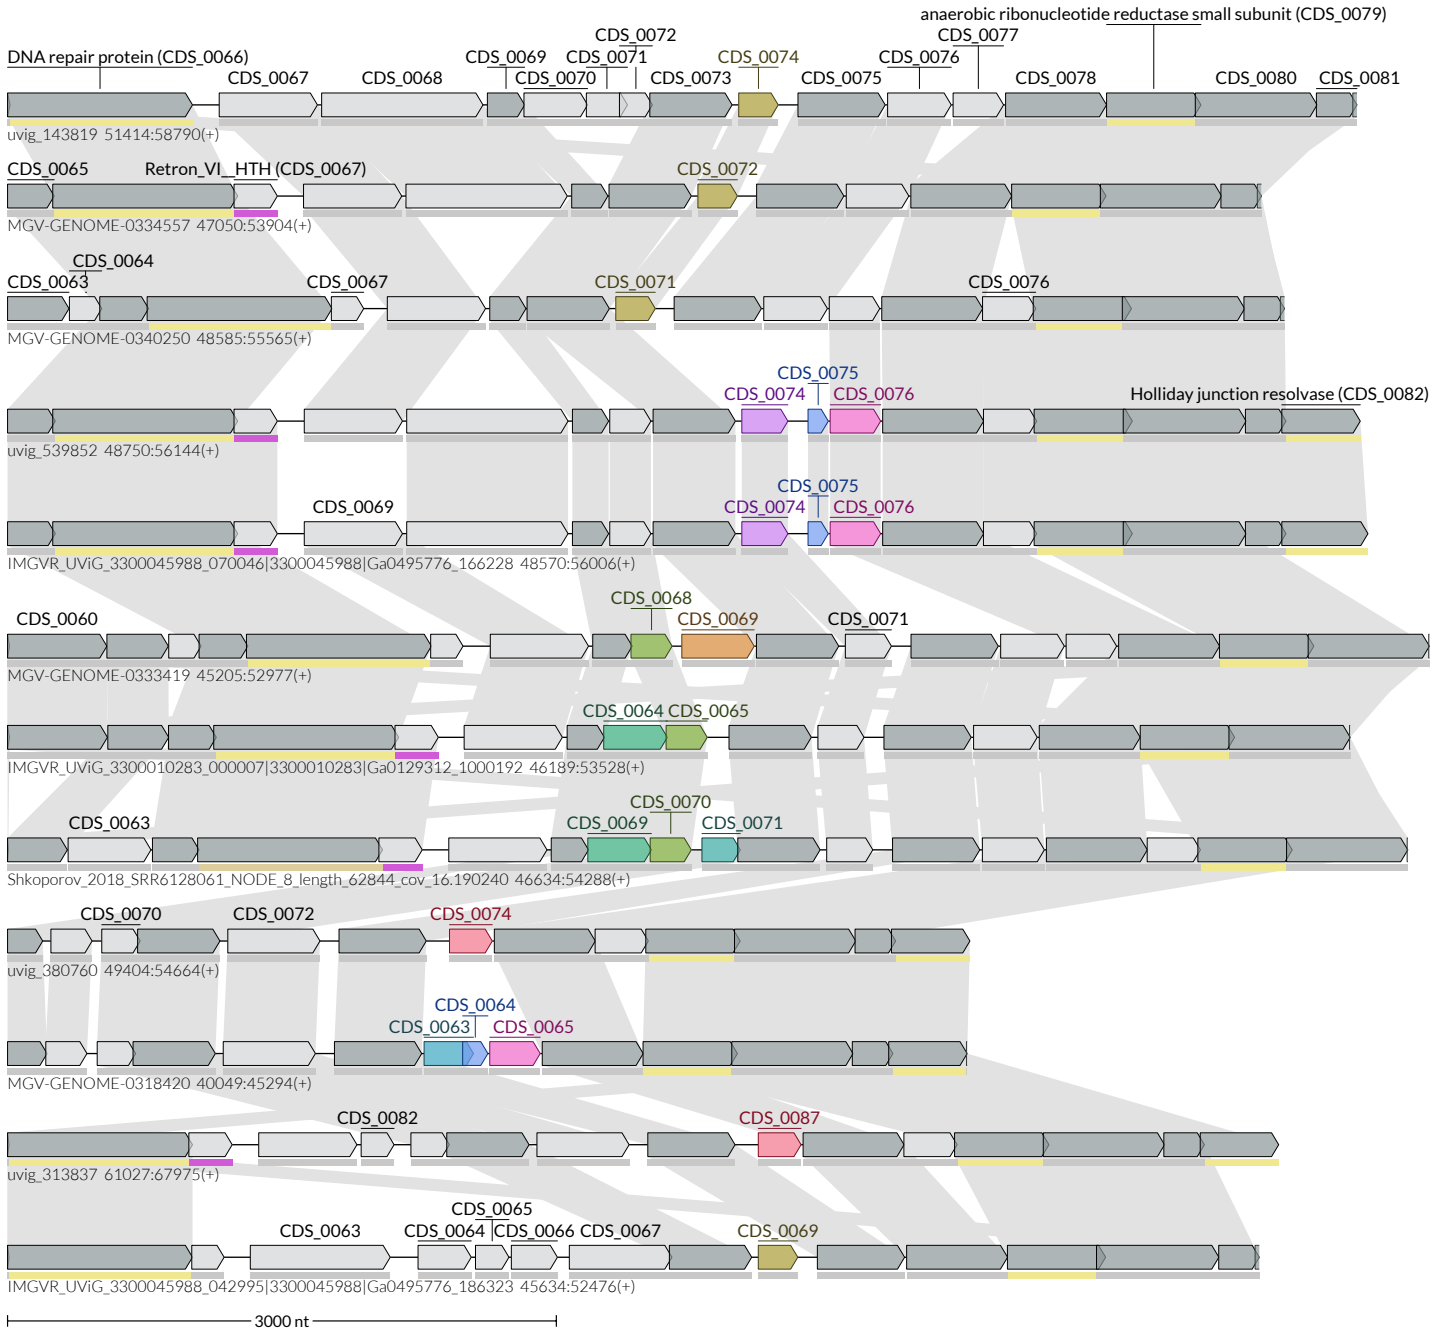 anaerobic ribonucleotide reductase small subunit (CDS_0079)
CDS_0072 CDS_0077
DNA repair protein (CDS_0066) CDS_0069 CDS_0071 CDS_0074 CDS_0076
CDS_0067 CDS_0068 CDS_0070 CDS_0073 CDS_0075 CDS_0078 CDS_0080 CDS_0081
uvig_143819 51414:58790(+)
CDS_0065 Retron_VI__HTH (CDS_0067) CDS_0072
MGV-GENOME-0334557 47050:53904(+)
CDS_0064
CDS_0063 CDS_0067 CDS_0071 CDS_0076
MGV-GENOME-0340250 48585:55565(+)
CDS_0075
CDS_0074 CDS_0076 Holliday junction resolvase (CDS_0082)
uvig_539852 48750:56144(+)
CDS_0075
CDS_0069 CDS_0074 CDS_0076
IMGVR_UViG_3300045988_070046|3300045988|Ga0495776_166228 48570:56006(+)
CDS_0068
CDS_0060 CDS_0069 CDS_0071
MGV-GENOME-0333419 45205:52977(+)
CDS_0064 CDS_0065
IMGVR_UViG_3300010283_000007|3300010283|Ga0129312_1000192 46189:53528(+)
CDS_0070
CDS_0063 CDS_0069 CDS_0071
Shkoporov_2018_SRR6128061_NODE_8_length_62844_cov_16.190240 46634:54288(+)
CDS_0070 CDS_0072 CDS_0074
uvig_380760 49404:54664(+)
CDS_0064
CDS_0063 CDS_0065
MGV-GENOME-0318420 40049:45294(+)
CDS_0082 CDS_0087
uvig_313837 61027:67975(+)
CDS_0065
CDS_0063 CDS_0064 CDS_0066 CDS_0067 CDS_0069
IMGVR_UViG_3300045988_042995|3300045988|Ga0495776_186323 45634:52476(+)
3000 nt